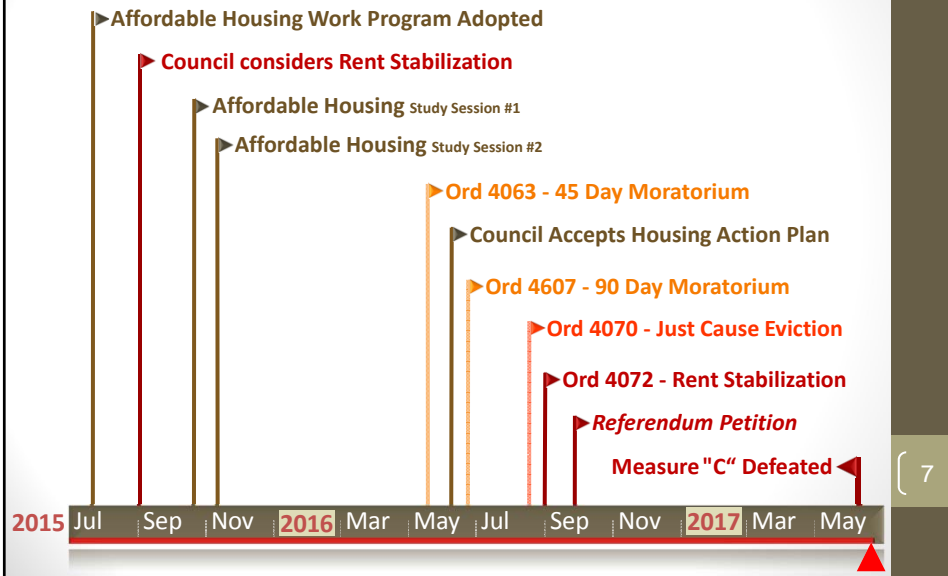 Affordable Housing Work Program Adopted
Council considers Rent Stabilization
Affordable Housing Study Session #1
Affordable Housing Study Session #2
Ord 4063 - 45 Day Moratorium
Council Accepts Housing Action Plan
Ord 4607 - 90 Day Moratorium
Ord 4070 - Just Cause Eviction
Ord 4072 - Rent Stabilization
Referendum Petition
Measure "C“ Defeated
7
2015 Jul Sep Nov 2016 Mar May Jul Sep Nov 2017 Mar May